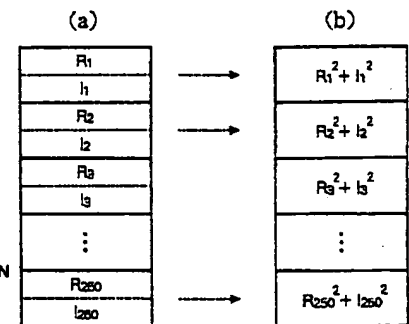 (a) (b)
R₁
I₁
R₁² + I₁²
R₂
I₂
R₂² + I₂²
R₃
I₃
R₃² + I₃²
⋮ ⋮
N
R₂₅₀
I₂₅₀
R₂₅₀² + I₂₅₀²